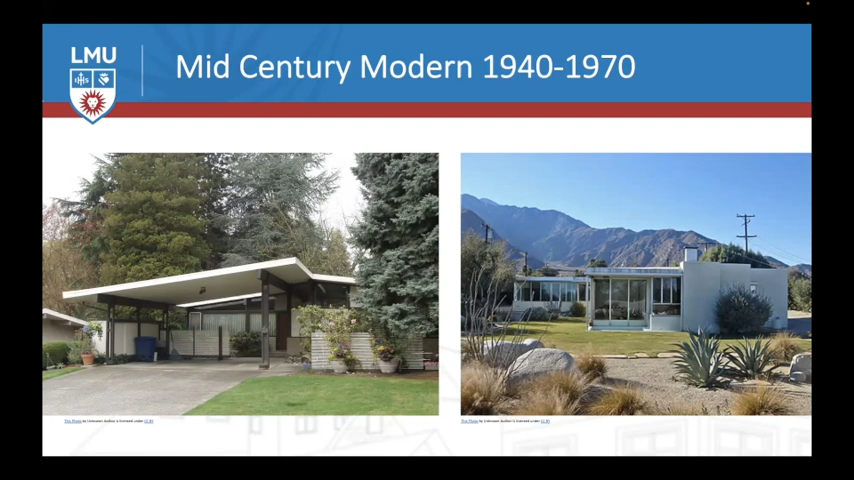 LMU
IHS
Mid Century Modern 1940-1970
This Photo by Unknown Author is licensed under CC BY
This Photo by Unknown Author is licensed under CC BY